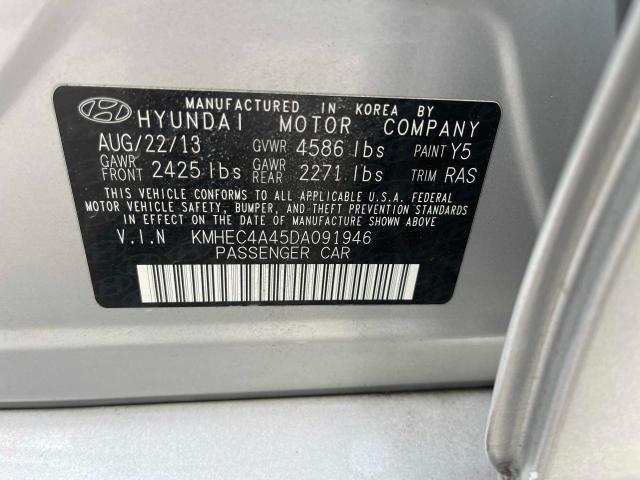 MANUFACTURED IN KOREA BY
HYUNDAI MOTOR COMPANY
AUG/22/13 GVWR 4586 lbs PAINT Y5
GAWR FRONT 2425 lbs GAWR REAR 2271 lbs TRIM RAS
THIS VEHICLE CONFORMS TO ALL APPLICABLE U.S.A. FEDERAL
MOTOR VEHICLE SAFETY, BUMPER, AND THEFT PREVENTION STANDARDS
IN EFFECT ON THE DATE OF MANUFACTURE SHOWN ABOVE.
V.I.N KMHEC4A45DA091946
PASSENGER CAR